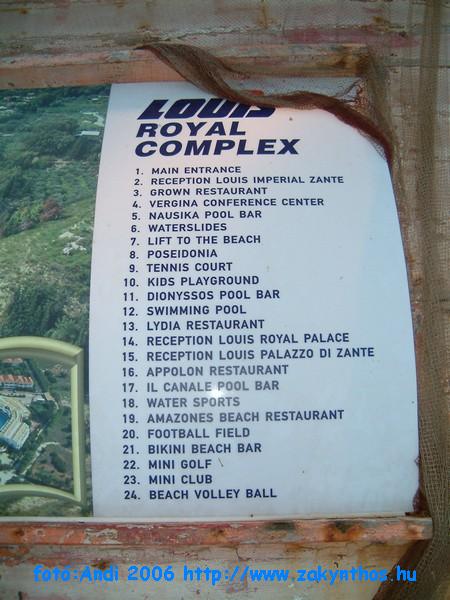 LOUIS
ROYAL
COMPLEX
1. MAIN ENTRANCE
2. RECEPTION LOUIS IMPERIAL ZANTE
3. GROWN RESTAURANT
4. VERGINA CONFERENCE CENTER
5. NAUSIKA POOL BAR
6. WATERSLIDES
7. LIFT TO THE BEACH
8. POSEIDONIA
9. TENNIS COURT
10. KIDS PLAYGROUND
11. DIONYSSOS POOL BAR
12. SWIMMING POOL
13. LYDIA RESTAURANT
14. RECEPTION LOUIS ROYAL PALACE
15. RECEPTION LOUIS PALAZZO DI ZANTE
16. APPOLON RESTAURANT
17. IL CANALE POOL BAR
18. WATER SPORTS
19. AMAZONES BEACH RESTAURANT
20. FOOTBALL FIELD
21. BIKINI BEACH BAR
22. MINI GOLF
23. MINI CLUB
24. BEACH VOLLEY BALL
fotó:Andi 2006 http://www.zakynthos.hu